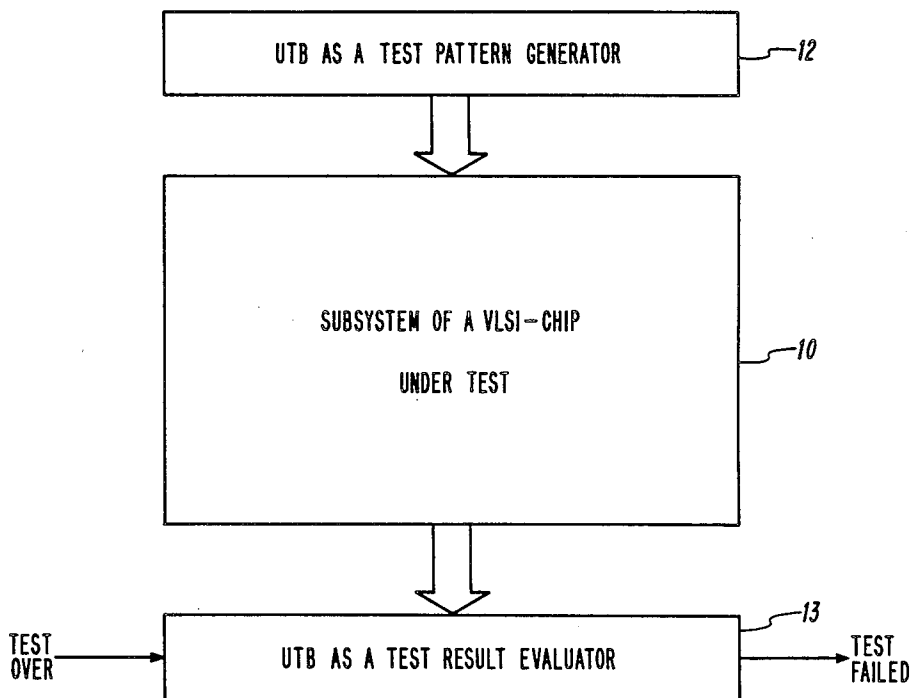 UTB AS A TEST PATTERN GENERATOR
12
SUBSYSTEM OF A VLSI-CHIP
UNDER TEST
10
13
TEST
OVER
UTB AS A TEST RESULT EVALUATOR
TEST
FAILED